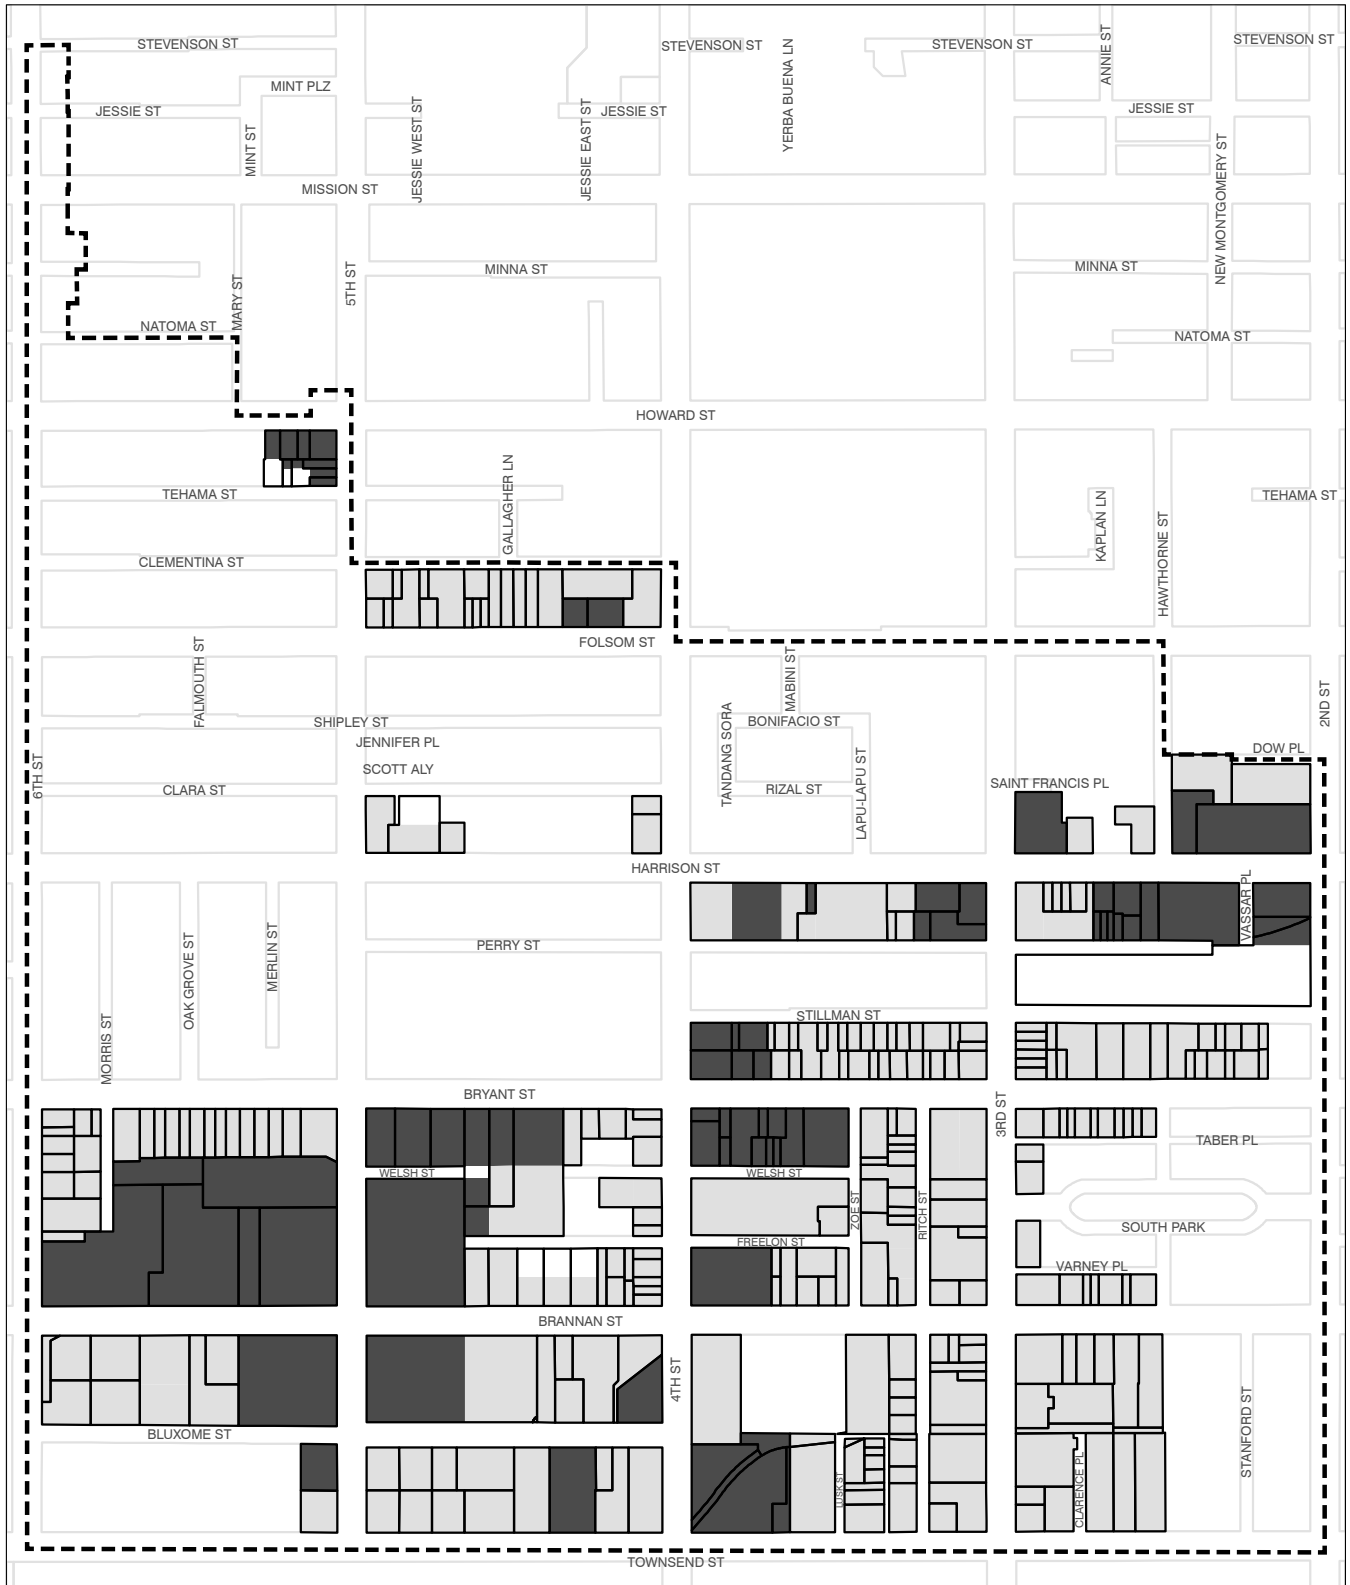 STEVENSON ST
STEVENSON ST
STEVENSON ST
STEVENSON ST
ANNIE ST
YERBA BUENA LN
MINT PLZ
JESSIE ST
JESSIE ST
JESSIE ST
MINT ST
JESSIE WEST ST
JESSIE EAST ST
NEW MONTGOMERY ST
MISSION ST
MINNA ST
MINNA ST
MARY ST
5TH ST
NATOMA ST
NATOMA ST
HOWARD ST
TEHAMA ST
TEHAMA ST
GALLAGHER LN
KAPLAN LN
HAWTHORNE ST
CLEMENTINA ST
FOLSOM ST
FALMOUTH ST
MABINI ST
2ND ST
SHIPLEY ST
BONIFACIO ST
JENNIFER PL
TANDANG SORA
DOW PL
6TH ST
SCOTT ALY
LAPU-LAPU ST
SAINT FRANCIS PL
CLARA ST
RIZAL ST
HARRISON ST
VASSAR PL
PERRY ST
OAK GROVE ST
MERLIN ST
MORRIS ST
STILLMAN ST
BRYANT ST
3RD ST
TABER PL
WELSH ST
WELSH ST
ZOE ST
RITCH ST
SOUTH PARK
FREELON ST
VARNEY PL
BRANNAN ST
4TH ST
BLUXOME ST
STANFORD ST
LUSK ST
CLARENCE PL
TOWNSEND ST